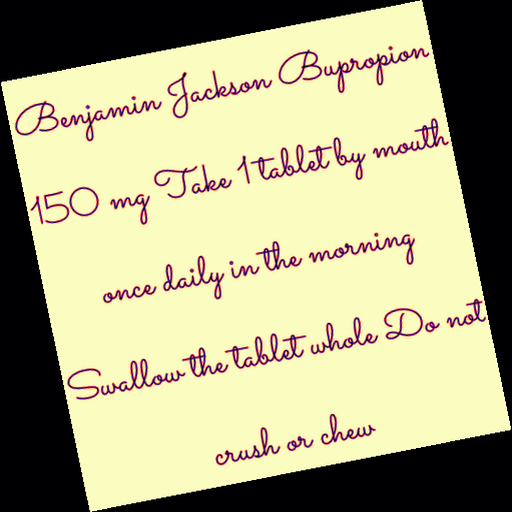 Benjamin Jackson Bupropion
150 mg Take 1 tablet by mouth
once daily in the morning
Swallow the tablet whole Do not
crush or chew